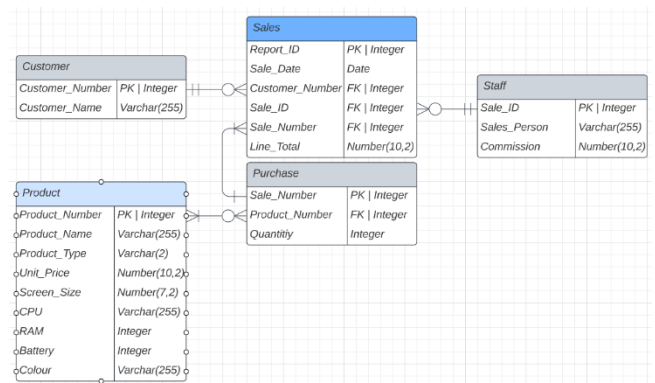 Sales
Report_ID PK | Integer
Sale_Date Date
Customer_Number FK | Integer
Sale_ID FK | Integer
Sale_Number FK | Integer
Line_Total Number(10,2)
Customer
Customer_Number PK | Integer
Customer_Name Varchar(255)
Staff
Sale_ID PK | Integer
Sales_Person Varchar(255)
Commission Number(10,2)
Purchase
Sale_Number PK | Integer
Product_Number FK | Integer
Quantitiy Integer
Product
Product_Number PK | Integer
Product_Name Varchar(255)
Product_Type Varchar(2)
Unit_Price Number(10,2)
Screen_Size Number(7,2)
CPU Varchar(255)
RAM Integer
Battery Integer
Colour Varchar(255)